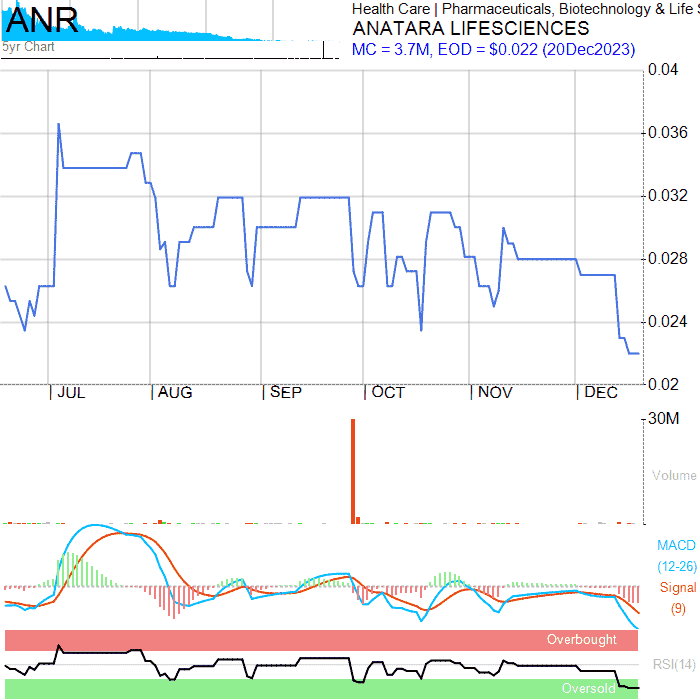 ANR
5yr Chart
Health Care | Pharmaceuticals, Biotechnology & Life S
ANATARA LIFESCIENCES
MC = 3.7M, EOD = $0.022 (20Dec2023)
0.04
0.036
0.032
0.028
0.024
0.02
JUL AUG SEP OCT NOV DEC
30M
Volume
MACD
(12-26)
Signal
(9)
Overbought
RSI(14)
Oversold